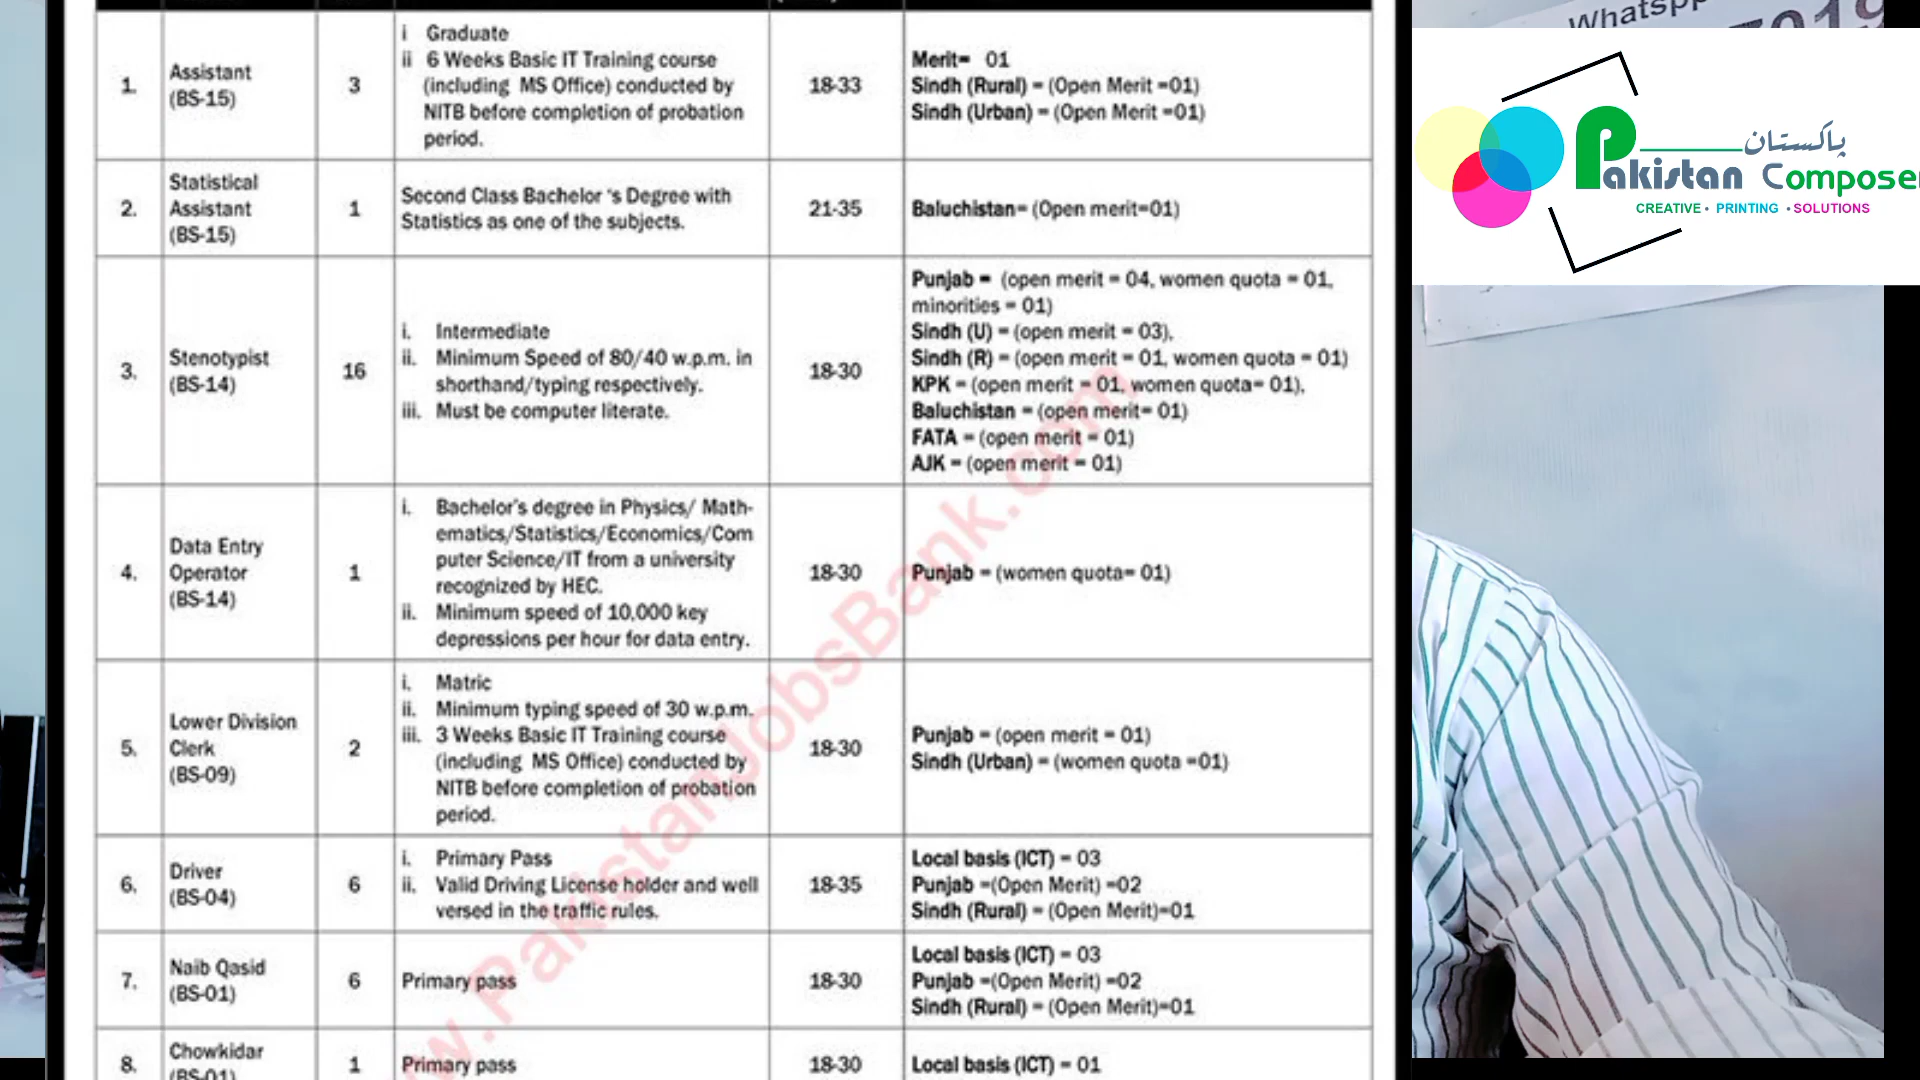 1.
Assistant
(BS-15)
3
i Graduate
ii 6 Weeks Basic IT Training course
(including MS Office) conducted by
NITB before completion of probation
period.
18-33
Merit= 01
Sindh (Rural) = (Open Merit =01)
Sindh (Urban) = (Open Merit =01)
2.
Statistical
Assistant
(BS-15)
1
Second Class Bachelor 's Degree with
Statistics as one of the subjects.
21-35
Baluchistan= (Open merit=01)
3.
Stenotypist
(BS-14)
16
i. Intermediate
ii. Minimum Speed of 80/40 w.p.m. in
shorthand/typing respectively.
iii. Must be computer literate.
18-30
Punjab = (open merit = 04, women quota = 01,
minorities = 01)
Sindh (U) = (open merit = 03),
Sindh (R) = (open merit = 01, women quota = 01)
KPK = (open merit = 01, women quota= 01),
Baluchistan = (open merit= 01)
FATA = (open merit = 01)
AJK = (open merit = 01)
4.
Data Entry
Operator
(BS-14)
1
i. Bachelor's degree in Physics/ Math-
ematics/Statistics/Economics/Com
puter Science/IT from a university
recognized by HEC.
ii. Minimum speed of 10,000 key
depressions per hour for data entry.
18-30
Punjab = (women quota= 01)
5.
Lower Division
Clerk
(BS-09)
2
i. Matric
ii. Minimum typing speed of 30 w.p.m.
iii. 3 Weeks Basic IT Training course
(including MS Office) conducted by
NITB before completion of probation
period.
18-30
Punjab = (open merit = 01)
Sindh (Urban) = (women quota =01)
6.
Driver
(BS-04)
6
i. Primary Pass
ii. Valid Driving License holder and well
versed in the traffic rules.
18-35
Local basis (ICT) = 03
Punjab =(Open Merit) =02
Sindh (Rural) = (Open Merit)=01
7.
Naib Qasid
(BS-01)
6
Primary pass
18-30
Local basis (ICT) = 03
Punjab =(Open Merit) =02
Sindh (Rural) = (Open Merit)=01
8.
Chowkidar
(BS-01)
1
Primary pass
18-30
Local basis (ICT) = 01
w.PakistanJobsBank.com
Whatspp
7019
پاکستان
Pakistan Compose
CREATIVE • PRINTING • SOLUTIONS